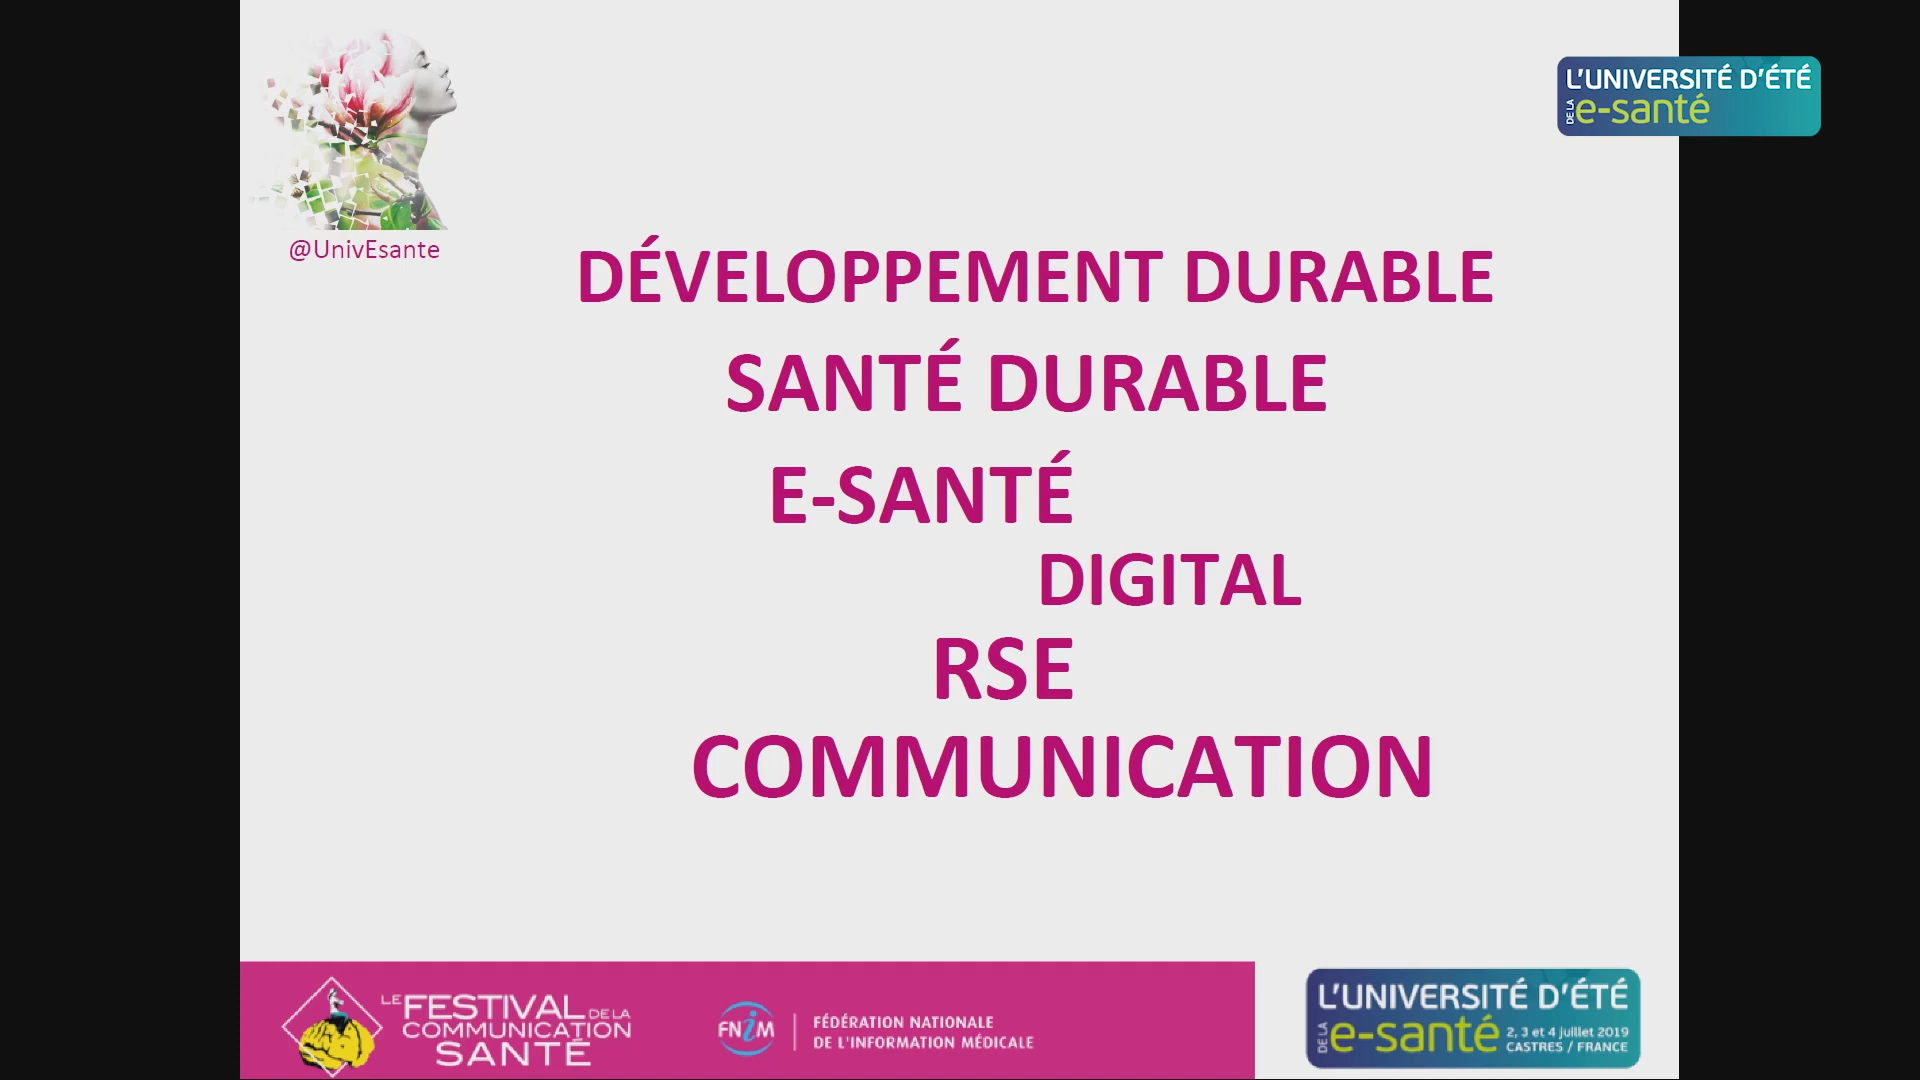 L'UNIVERSITÉ D'ÉTÉ
DE LA e-santé
@UnivEsante
DÉVELOPPEMENT DURABLE
SANTÉ DURABLE
E-SANTÉ
DIGITAL
RSE
COMMUNICATION
LE FESTIVAL DE LA
COMMUNICATION
SANTÉ
FNiM
FÉDÉRATION NATIONALE
DE L'INFORMATION MÉDICALE
L'UNIVERSITÉ D'ÉTÉ
DE LA e-santé 2, 3 et 4 juillet 2019
CASTRES / FRANCE